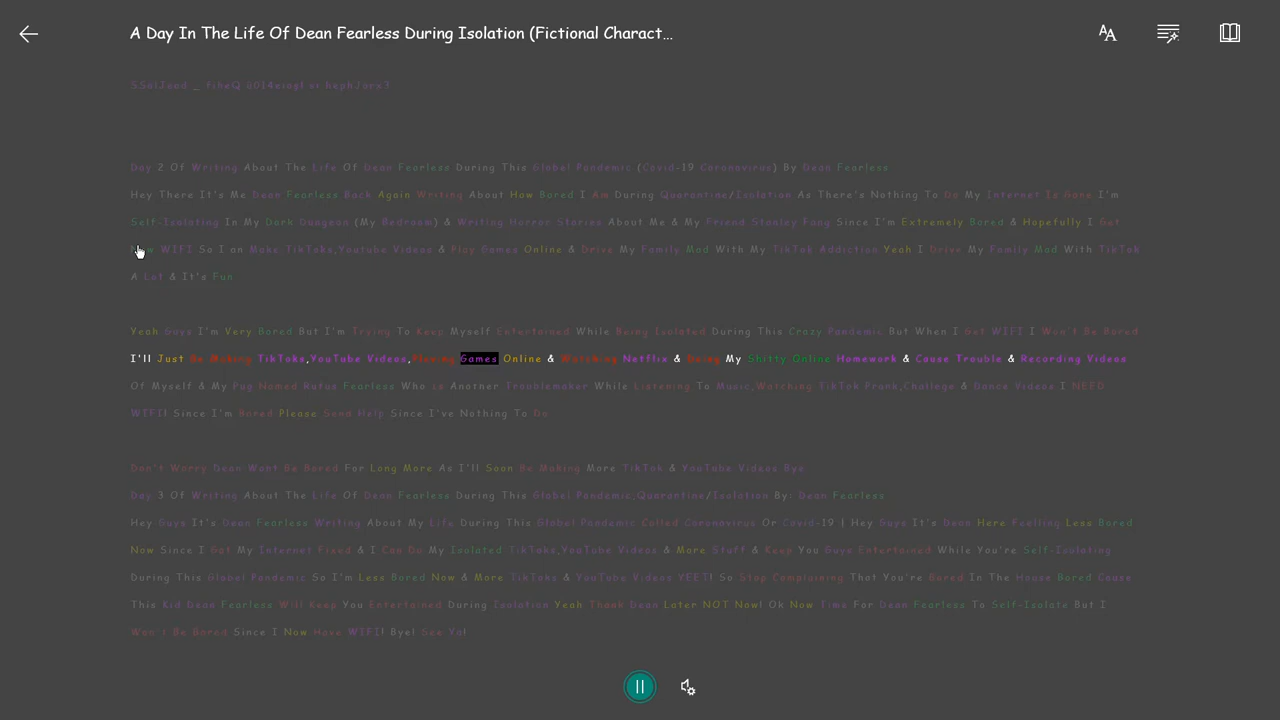 A Day In The Life Of Dean Fearless During Isolation (Fictional Charact...
Day 2 Of Writing About The Life Of Dean Fearless During This Global Pandemic (Covid-19 Coronavirus) By Dean Fearless
Hey There It's Me Dean Fearless Back Again Writing About How Bored I Am During Quarantine/Isolation As There's Nothing To Do My Internet Is Gone I'm
Self-Isolating In My Dark Dungeon (My Bedroom) & Writing Horror Stories About Me & My Friend Stanley Fang Since I'm Extremely Bored & Hopefully I Get
WIFI So I an Make TikToks,Youtube Videos & Play Games Online & Drive My Family Mad With My TikTok Addiction Yeah I Drive My Family Mad With TikTok
A Lot & It's Fun
Yeah Guys I'm Very Bored But I'm Trying To Keep Myself Entertained While Being Isolated During This Crazy Pandemic But When I Got WIFI I Won't Be Bored
I'll Just Be Making TikToks,YouTube Videos,Playing Games Online & Watching Netflix & Doing My Shitty Online Homework & Cause Trouble & Recording Videos
Of Myself & My Pug Named Rufus Fearless Who is Another Troublemaker While Listening To Music,Watching TikTok Prank,Challege & Dance Videos I NEED
WIFI! Since I'm Bored Please Send Help Since I've Nothing To Do
Don't Worry Dean Wont Be Bored For Long More As I'll Soon Be Making More TikTok & YouTube Videos Bye
Day 3 Of Writing About The Life Of Dean Fearless During This Global Pandemic,Quarantine/Isolation By: Dean Fearless
Hey Guys It's Dean Fearless Writing About My Life During This Global Pandemic Called Coronavirus Or Covid-19 | Hey Guys It's Dean Here Feelling Less Bored
Now Since I Got My Internet Fixed & I Can Do My Isolated TikToks,YouTube Videos & More Stuff & Keep You Guys Entertained While You're Self-Isolating
During This Global Pandemic So I'm Less Bored Now & More TikToks & YouTube Videos YEET! So Stop Complaining That You're Bored In The House Bored Cause
This Kid Dean Fearless Will Keep You Entertained During Isolation Yeah Thank Dean Later NOT Now! Ok Now Time For Dean Fearless To Self-Isolate But I
Won't Be Bored Since I Now Have WIFI! Bye! See Ya!